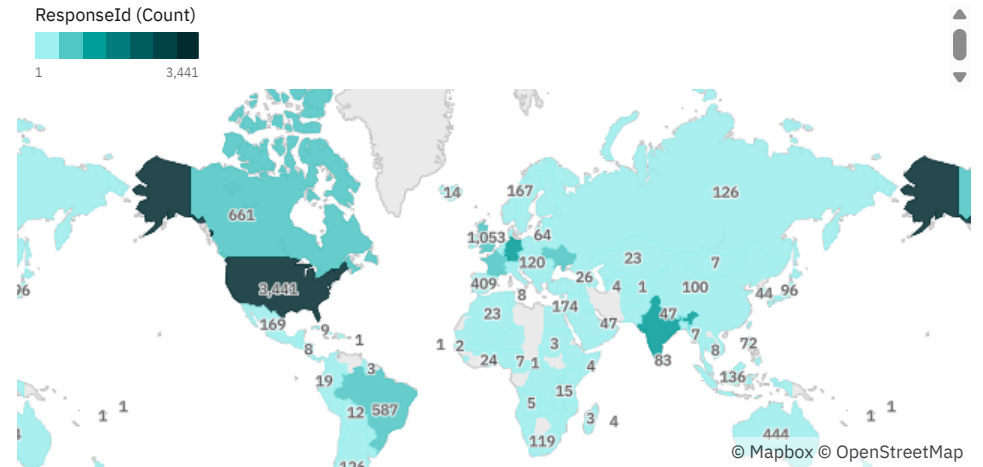 ResponseId (Count)
1 3,441
14 167 126
661
1,053 64
120 23 7
96 3,441 409 8 26 4 1 100 44 96
174
169 9 1 23 47 47
8 1 2 24 7 1 3 4 83 7 8 72
3
19 136
12 587 5 15
1 1 3 4 1 1
4 119 444
126
© Mapbox © OpenStreetMap